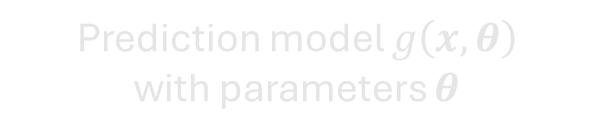 Prediction model g(x, θ)
with parameters θ